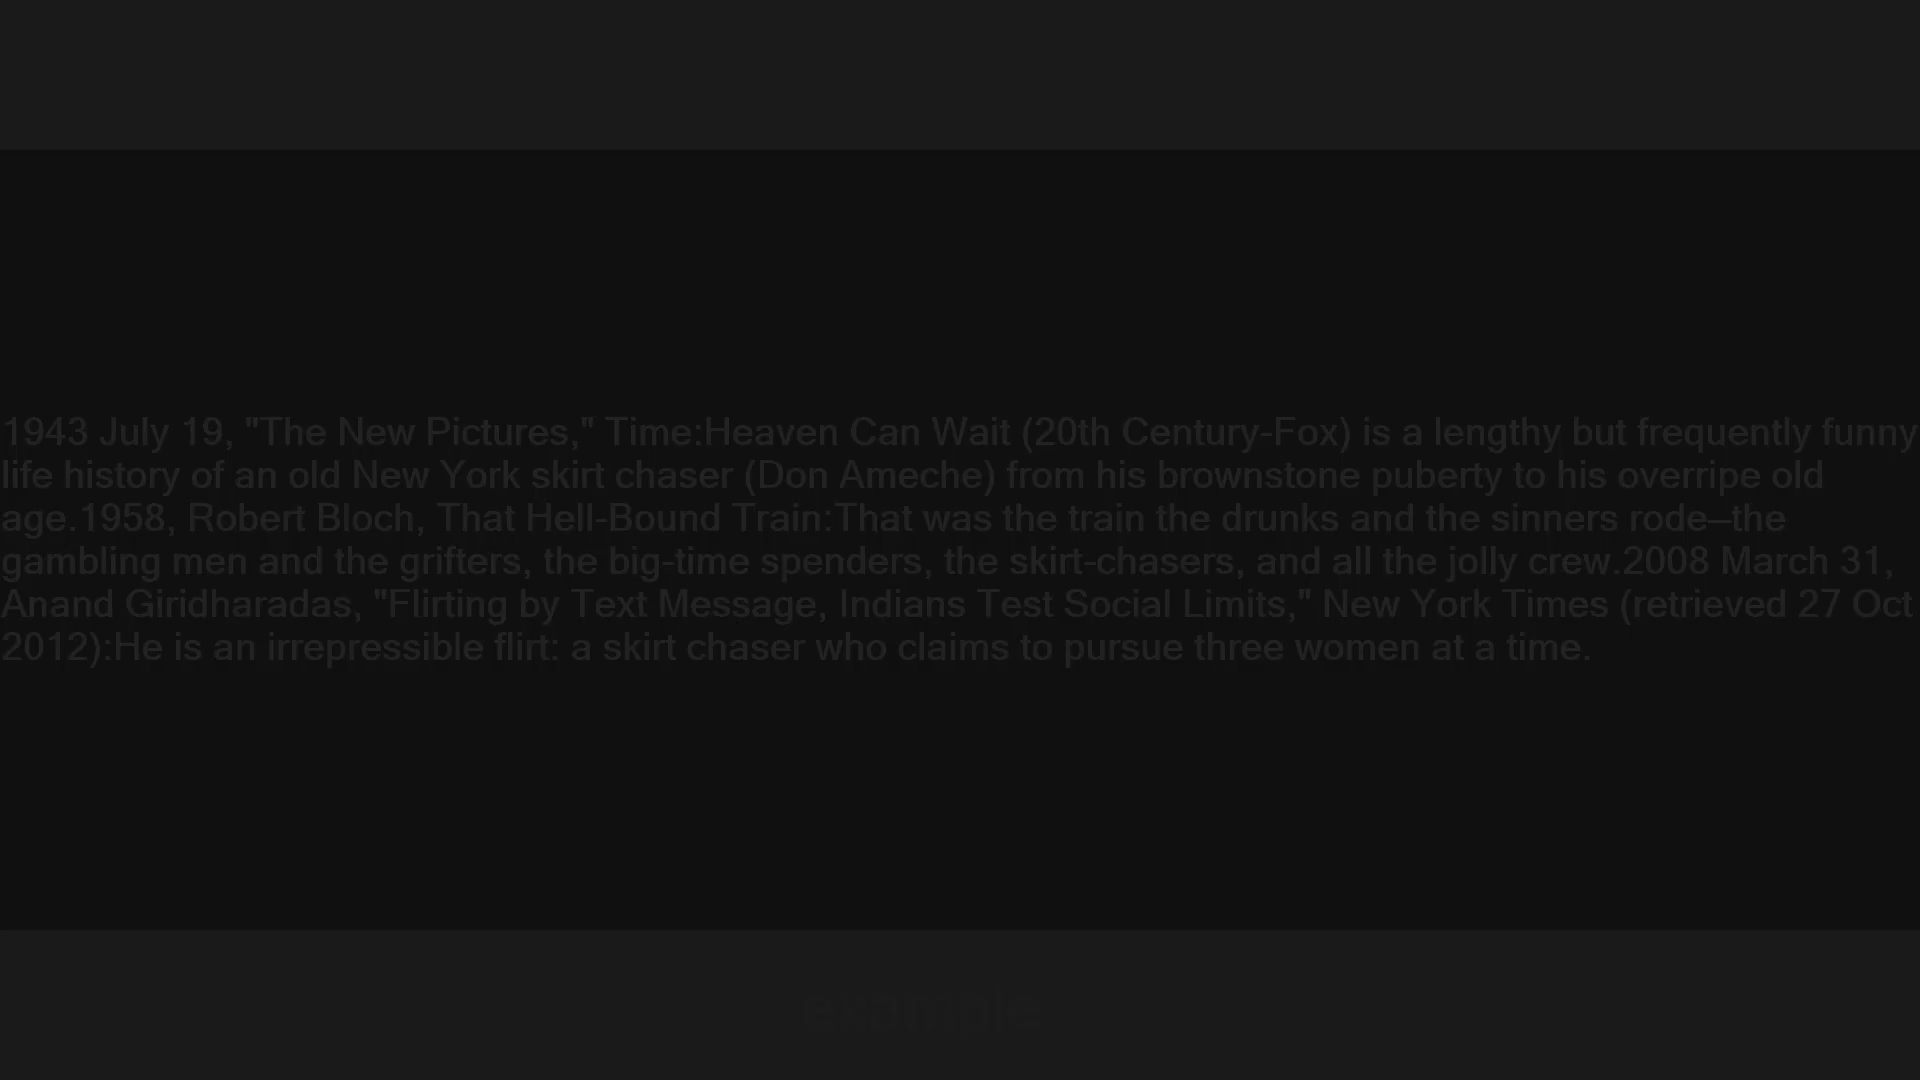 1943 July 19, "The New Pictures," Time:Heaven Can Wait (20th Century-Fox) is a lengthy but frequently funny
life history of an old New York skirt chaser (Don Ameche) from his brownstone puberty to his overripe old
age.1958, Robert Bloch, That Hell-Bound Train:That was the train the drunks and the sinners rode—the
gambling men and the grifters, the big-time spenders, the skirt-chasers, and all the jolly crew.2008 March 31,
Anand Giridharadas, "Flirting by Text Message, Indians Test Social Limits," New York Times (retrieved 27 Oct
2012):He is an irrepressible flirt: a skirt chaser who claims to pursue three women at a time.
example